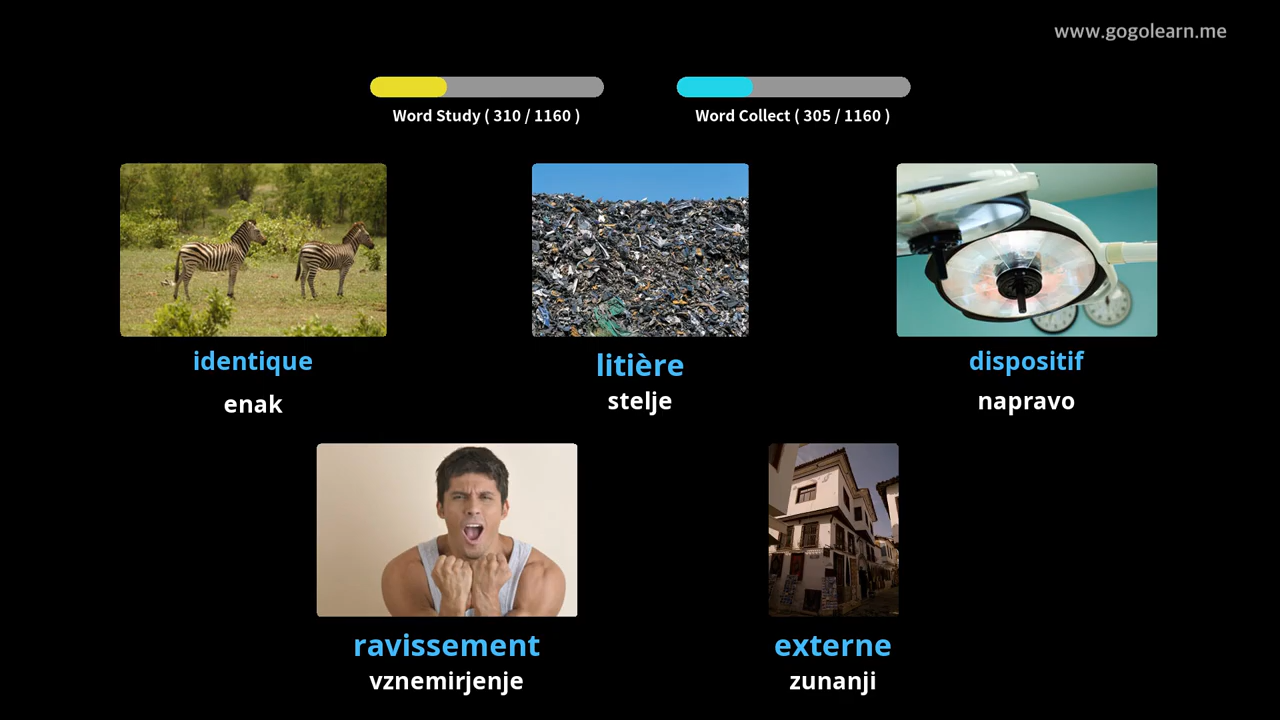 www.gogolearn.me
Word Study ( 310 / 1160 )
Word Collect ( 305 / 1160 )
identique
enak
litière
stelje
dispositif
napravo
ravissement
vznemirjenje
externe
zunanji